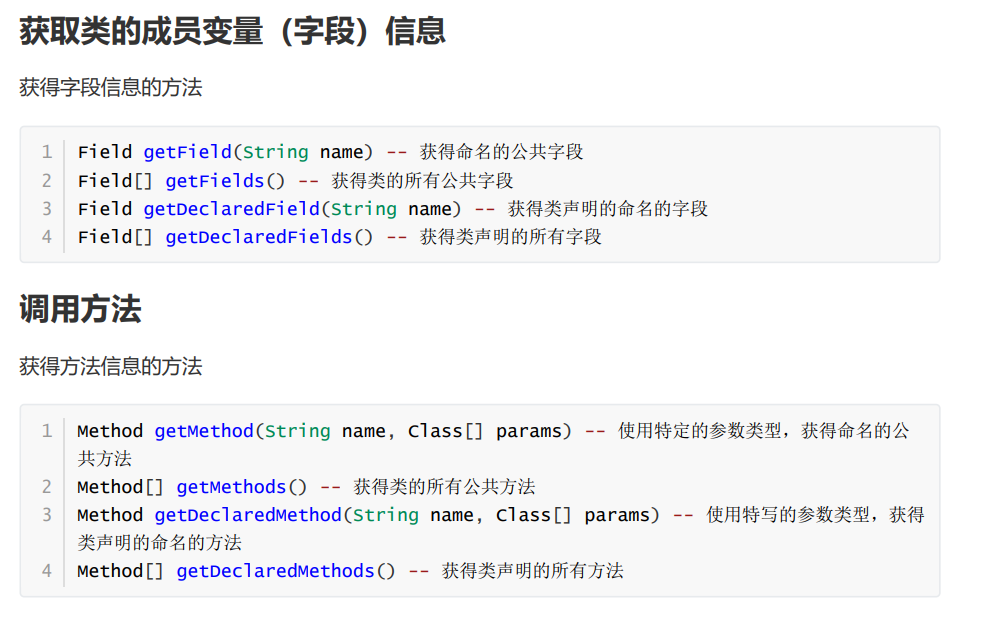 获取类的成员变量（字段）信息
获得字段信息的方法
1 Field getField(String name) -- 获得命名的公共字段
2 Field[] getFields() -- 获得类的所有公共字段
3 Field getDeclaredField(String name) -- 获得类声明的命名的字段
4 Field[] getDeclaredFields() -- 获得类声明的所有字段
调用方法
获得方法信息的方法
1 Method getMethod(String name, Class[] params) -- 使用特定的参数类型，获得命名的公
共方法
2 Method[] getMethods() -- 获得类的所有公共方法
3 Method getDeclaredMethod(String name, Class[] params) -- 使用特写的参数类型，获得
类声明的命名的方法
4 Method[] getDeclaredMethods() -- 获得类声明的所有方法